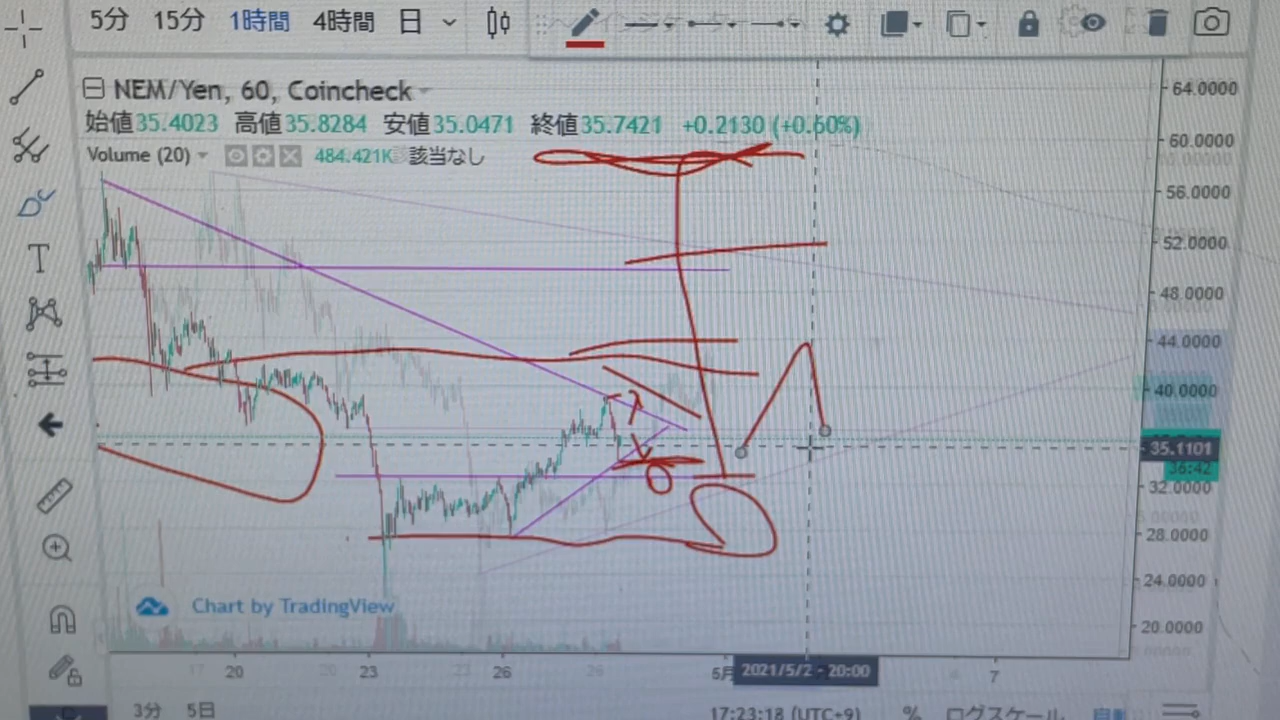 5分 15分 1時間 4時間 日
NEM/Yen, 60, Coincheck
始値35.4023 高値35.8284 安値35.0471 終値35.7421 +0.2130 (+0.60%)
Volume (20) 484.421K 該当なし
T
64.0000
60.0000
56.0000
52.0000
48.0000
44.0000
40.0000
35.1101
36:42
32.0000
28.0000
24.0000
20.0000
Chart by TradingView
20 23 26 5月 2021/5/2 - 20:00 7
3分 5日 17:23:18 (UTC+9) % ログスケール 自動